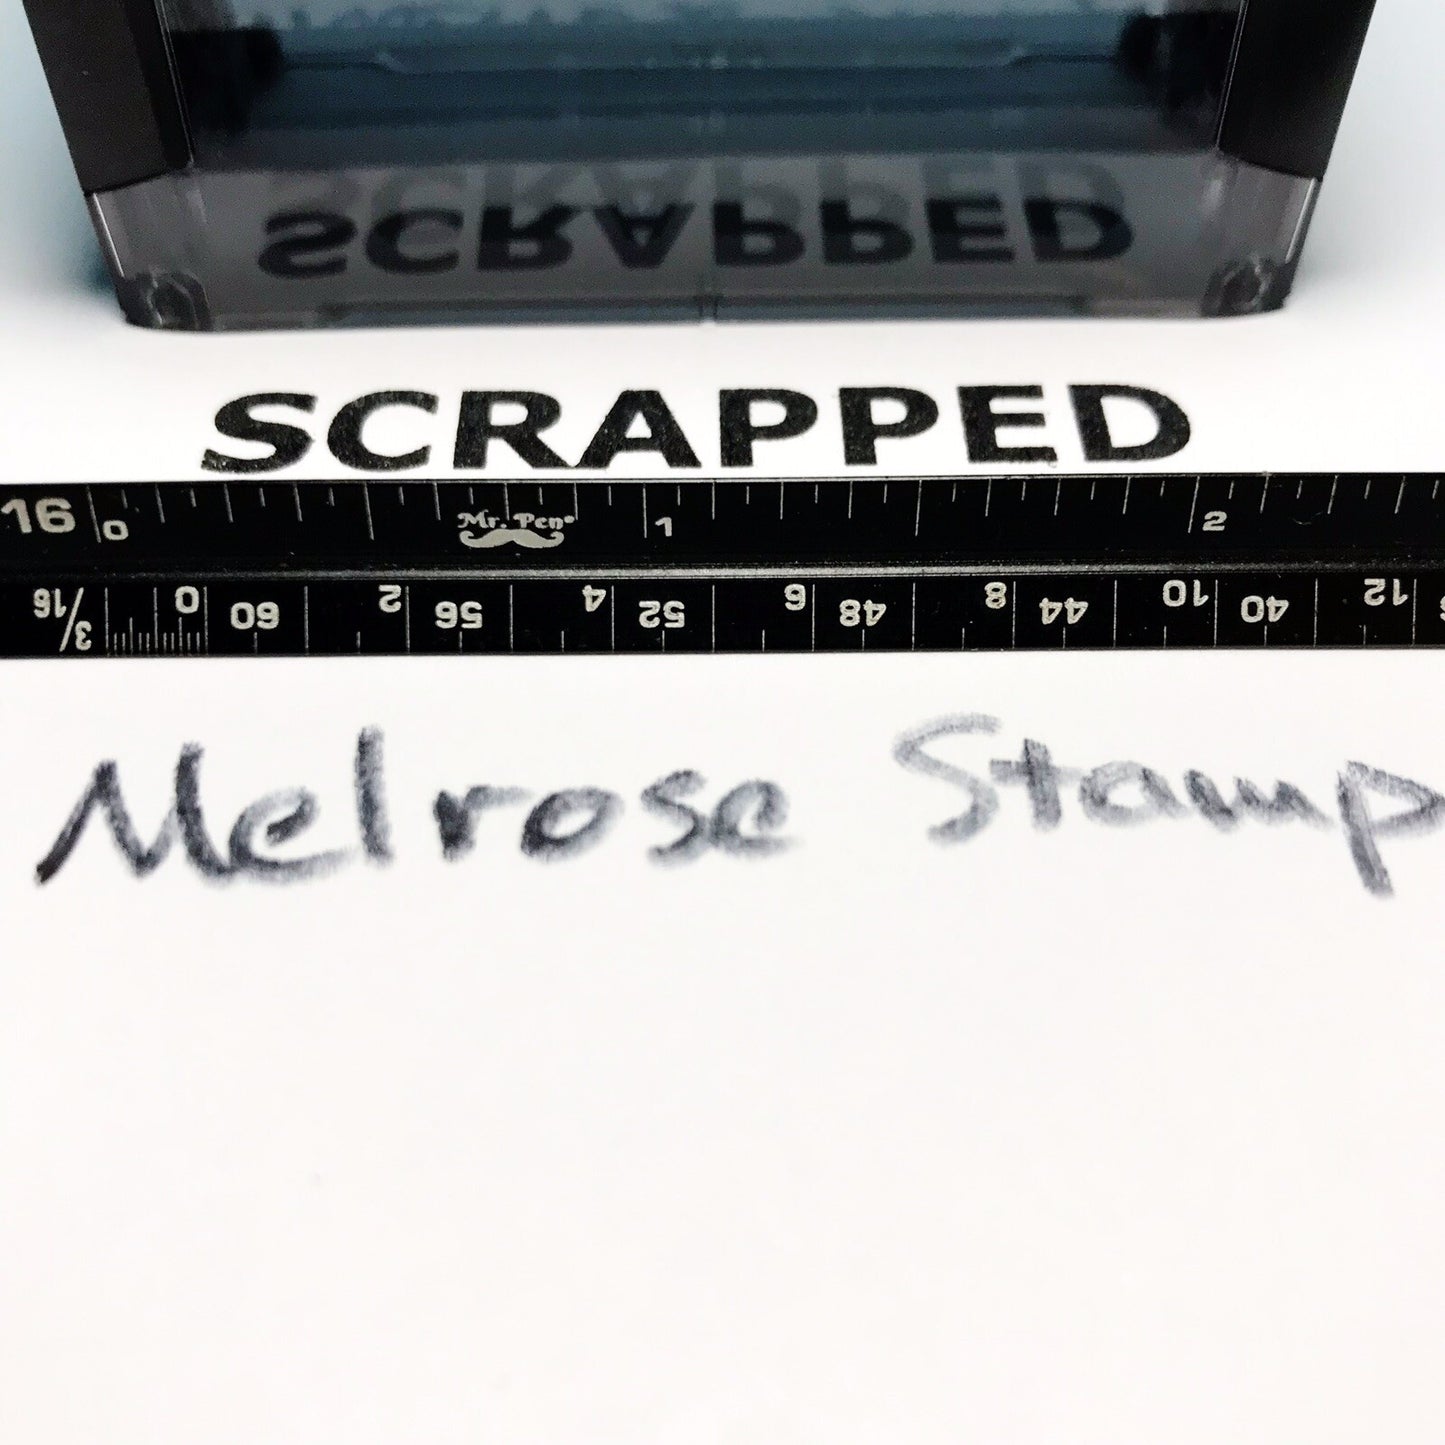 SCRAPPED
SCRAPPED
16 0 Mr. Pen® 1 2
3/16 0 60 2 56 4 52 6 48 8 44 10 40 12
Melrose Stamp